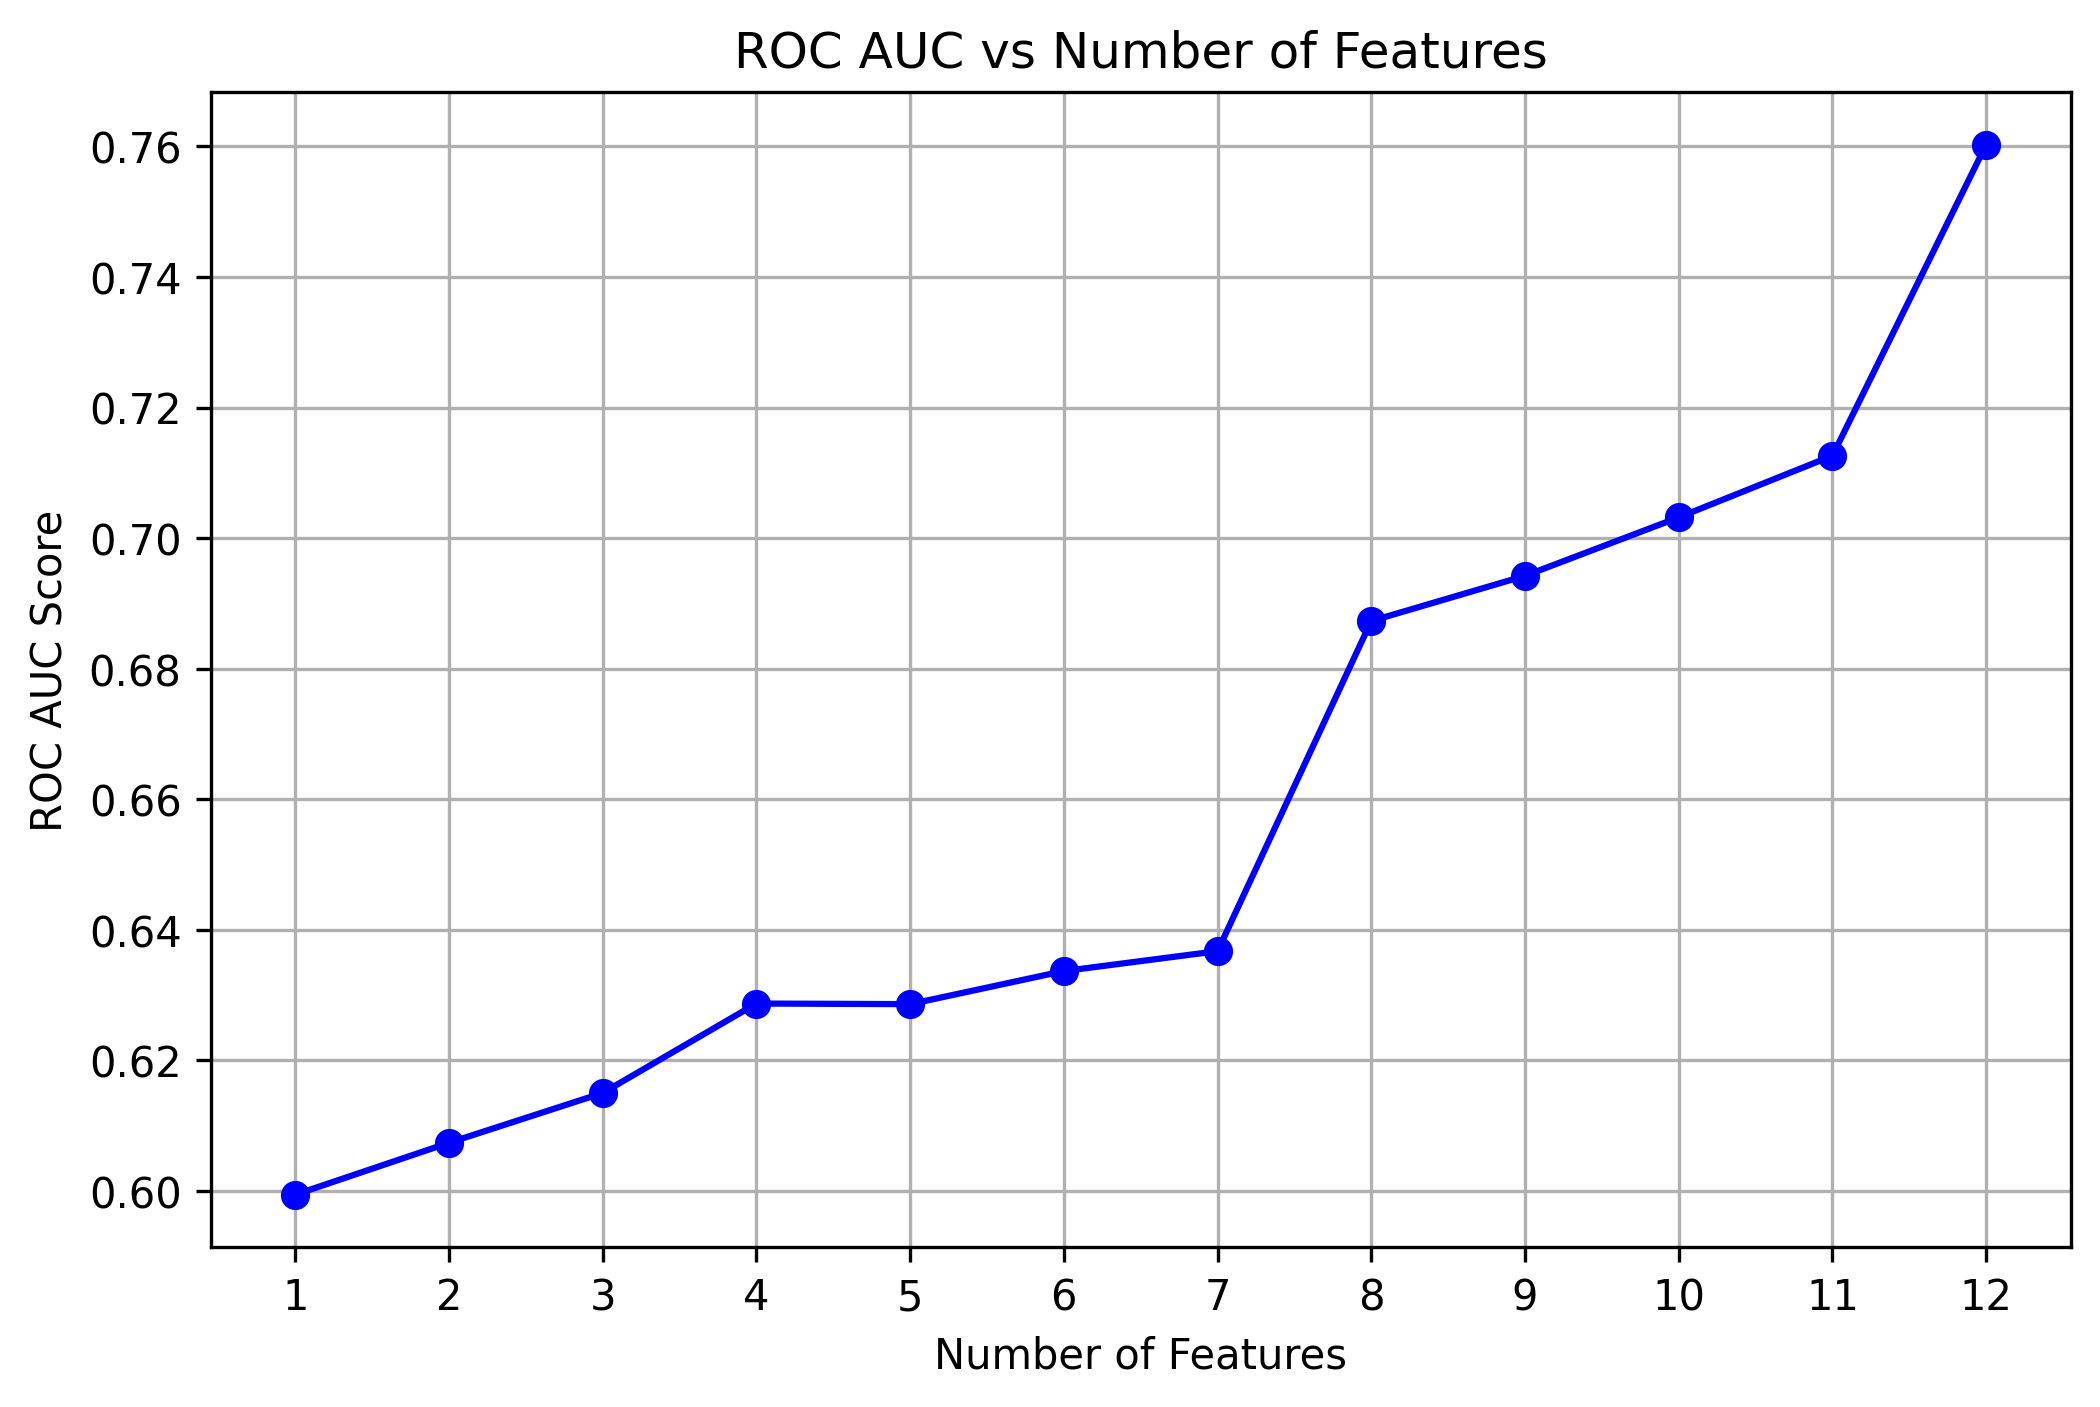 ROC AUC vs Number of Features
0.76
0.74
0.72
0.70
0.68
0.66
0.64
0.62
0.60
ROC AUC Score
1 2 3 4 5 6 7 8 9 10 11 12
Number of Features